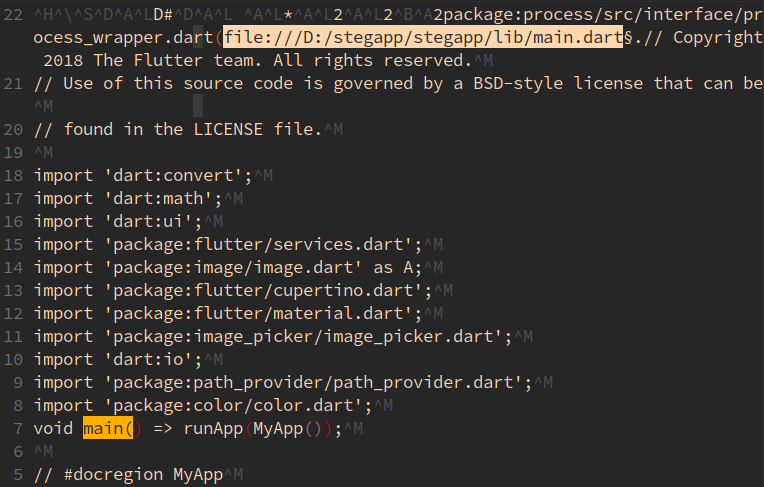 22 ^H^\^S^D^A^LD#^D^A^L ^A^L*^A^L2^A^L2^B^A2package:process/src/interface/pr
ocess_wrapper.dart(file:///D:/stegapp/stegapp/lib/main.dart§.// Copyright
2018 The Flutter team. All rights reserved.^M
21 // Use of this source code is governed by a BSD-style license that can be
^M
20 // found in the LICENSE file.^M
19 ^M
18 import 'dart:convert';^M
17 import 'dart:math';^M
16 import 'dart:ui';^M
15 import 'package:flutter/services.dart';^M
14 import 'package:image/image.dart' as A;^M
13 import 'package:flutter/cupertino.dart';^M
12 import 'package:flutter/material.dart';^M
11 import 'package:image_picker/image_picker.dart';^M
10 import 'dart:io';^M
9 import 'package:path_provider/path_provider.dart';^M
8 import 'package:color/color.dart';^M
7 void main() => runApp(MyApp());^M
6 ^M
5 // #docregion MyApp^M